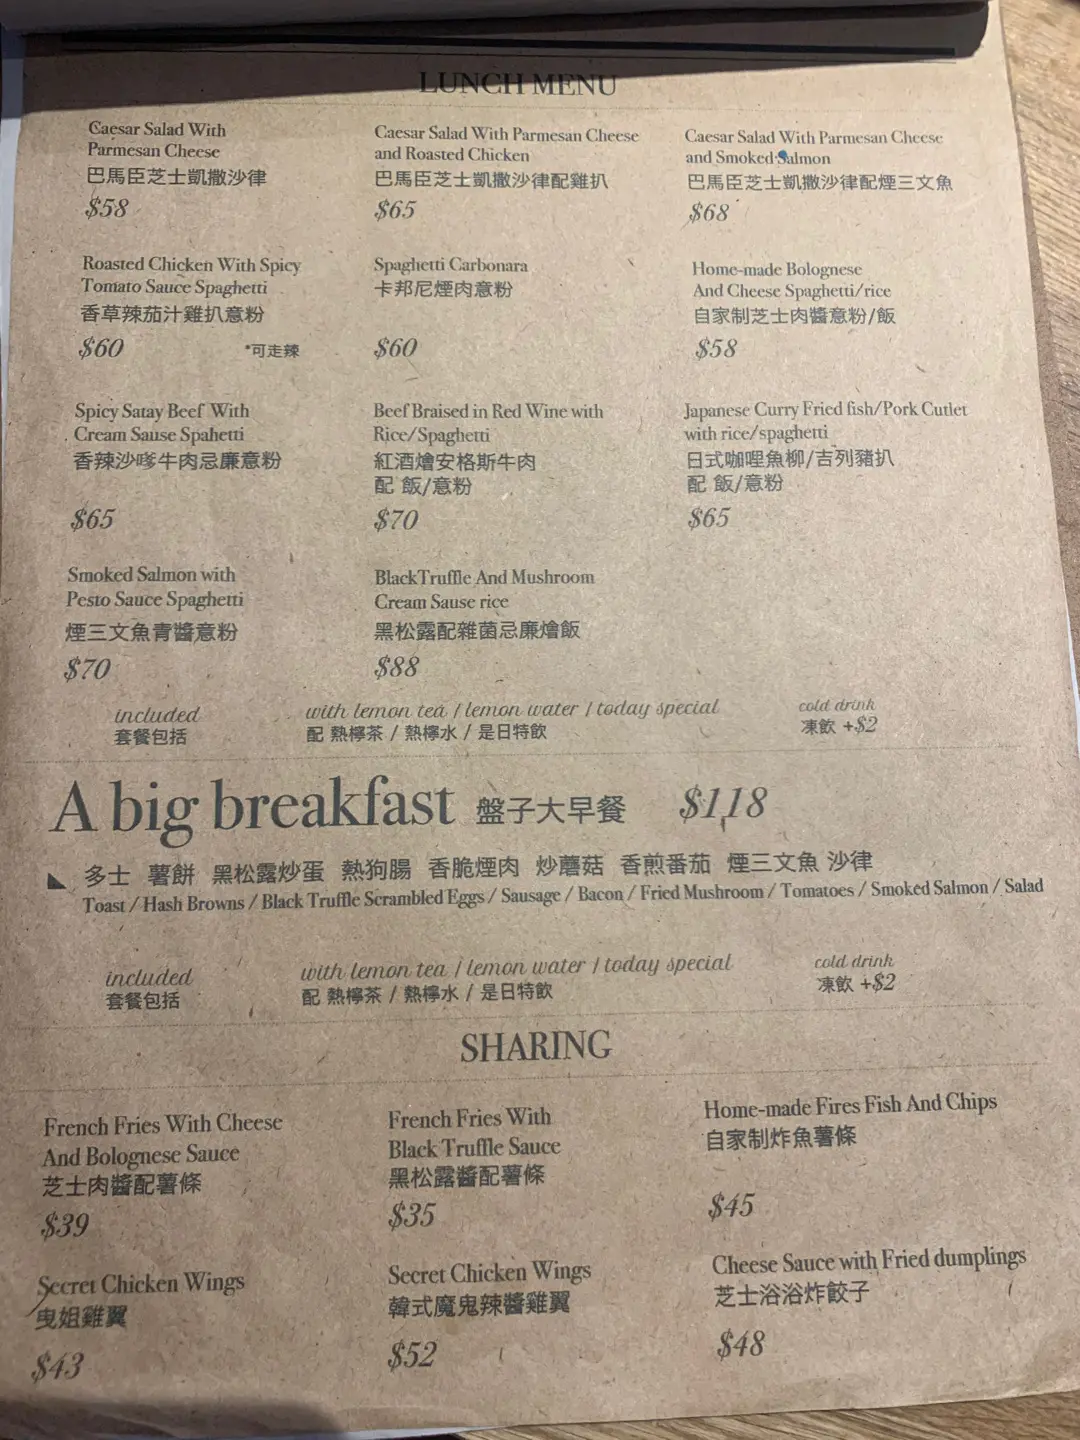 LUNCH MENU
Caesar Salad With
Parmesan Cheese
巴馬臣芝士凱撒沙律
$58
Caesar Salad With Parmesan Cheese
and Roasted Chicken
巴馬臣芝士凱撒沙律配雞扒
$65
Caesar Salad With Parmesan Cheese
and Smoked Salmon
巴馬臣芝士凱撒沙律配煙三文魚
$68
Roasted Chicken With Spicy
Tomato Sauce Spaghetti
香草辣茄汁雞扒意粉
$60 *可走辣
Spaghetti Carbonara
卡邦尼煙肉意粉
$60
Home-made Bolognese
And Cheese Spaghetti/rice
自家制芝士肉醬意粉/飯
$58
Spicy Satay Beef With
Cream Sause Spahetti
香辣沙嗲牛肉忌廉意粉
$65
Beef Braised in Red Wine with
Rice/Spaghetti
紅酒燴安格斯牛肉
配 飯/意粉
$70
Japanese Curry Fried fish/Pork Cutlet
with rice/spaghetti
日式咖哩魚柳/吉列豬扒
配 飯/意粉
$65
Smoked Salmon with
Pesto Sauce Spaghetti
煙三文魚青醬意粉
$70
BlackTruffle And Mushroom
Cream Sause rice
黑松露配雜菌忌廉燴飯
$88
included
套餐包括
with lemon tea / lemon water / today special
配 熱檸茶 / 熱檸水 / 是日特飲
cold drink
凍飲 +$2
A big breakfast 盤子大早餐 $118
多士 薯餅 黑松露炒蛋 熱狗腸 香脆煙肉 炒蘑菇 香煎番茄 煙三文魚 沙律
Toast / Hash Browns / Black Truffle Scrambled Eggs / Sausage / Bacon / Fried Mushroom / Tomatoes / Smoked Salmon / Salad
included
套餐包括
with lemon tea / lemon water / today special
配 熱檸茶 / 熱檸水 / 是日特飲
cold drink
凍飲 +$2
SHARING
French Fries With Cheese
And Bolognese Sauce
芝士肉醬配薯條
$39
French Fries With
Black Truffle Sauce
黑松露醬配薯條
$35
Home-made Fires Fish And Chips
自家制炸魚薯條
$45
Secret Chicken Wings
曳姐雞翼
$43
Secret Chicken Wings
韓式魔鬼辣醬雞翼
$52
Cheese Sauce with Fried dumplings
芝士浴浴炸餃子
$48